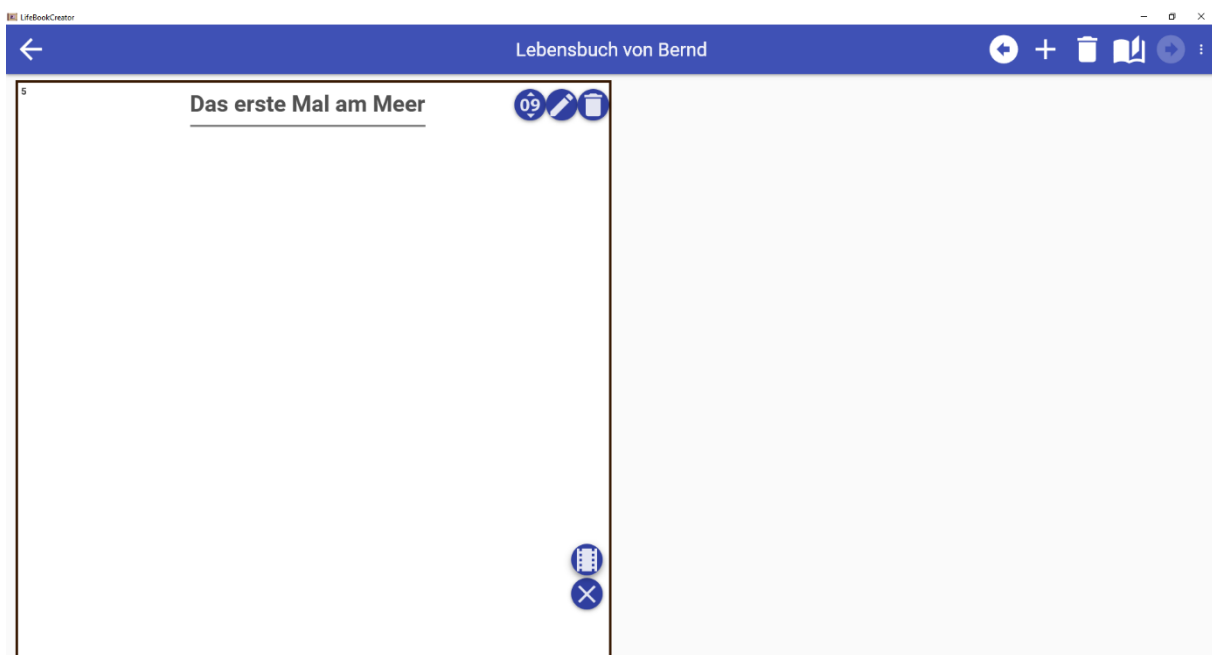 LifeBookCreator
Lebensbuch von Bernd
5
Das erste Mal am Meer
09